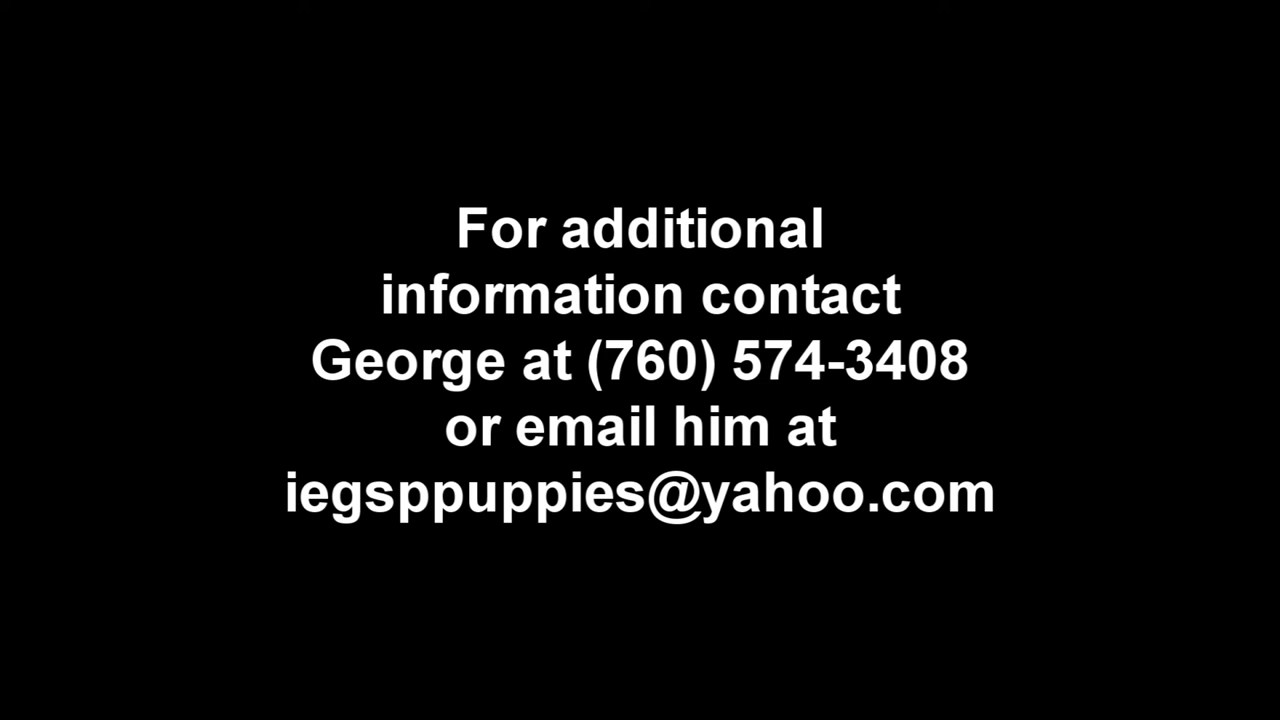 For additional
information contact
George at (760) 574-3408
or email him at
iegsppuppies@yahoo.com